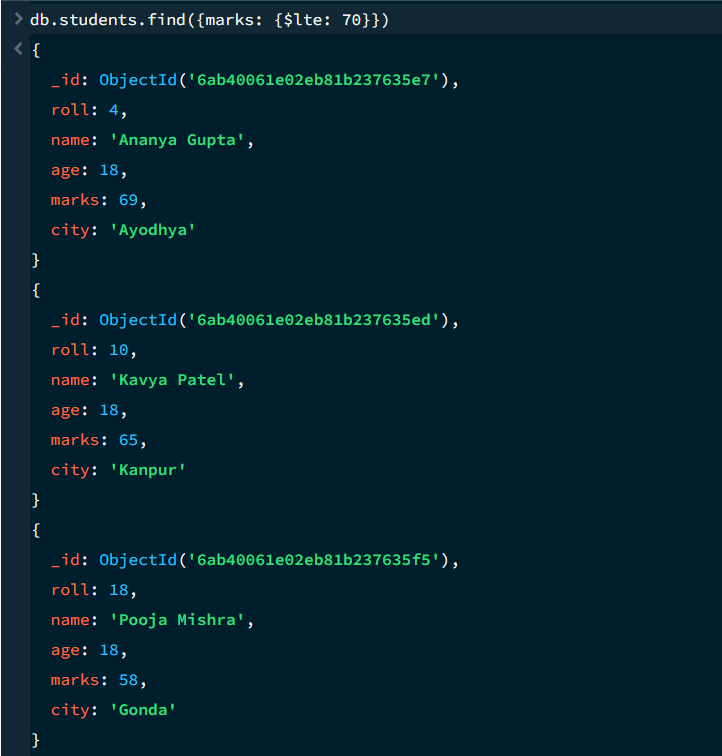 db.students.find({marks: {$lte: 70}})
{
_id: ObjectId('6ab40061e02eb81b237635e7'),
roll: 4,
name: 'Ananya Gupta',
age: 18,
marks: 69,
city: 'Ayodhya'
}
{
_id: ObjectId('6ab40061e02eb81b237635ed'),
roll: 10,
name: 'Kavya Patel',
age: 18,
marks: 65,
city: 'Kanpur'
}
{
_id: ObjectId('6ab40061e02eb81b237635f5'),
roll: 18,
name: 'Pooja Mishra',
age: 18,
marks: 58,
city: 'Gonda'
}